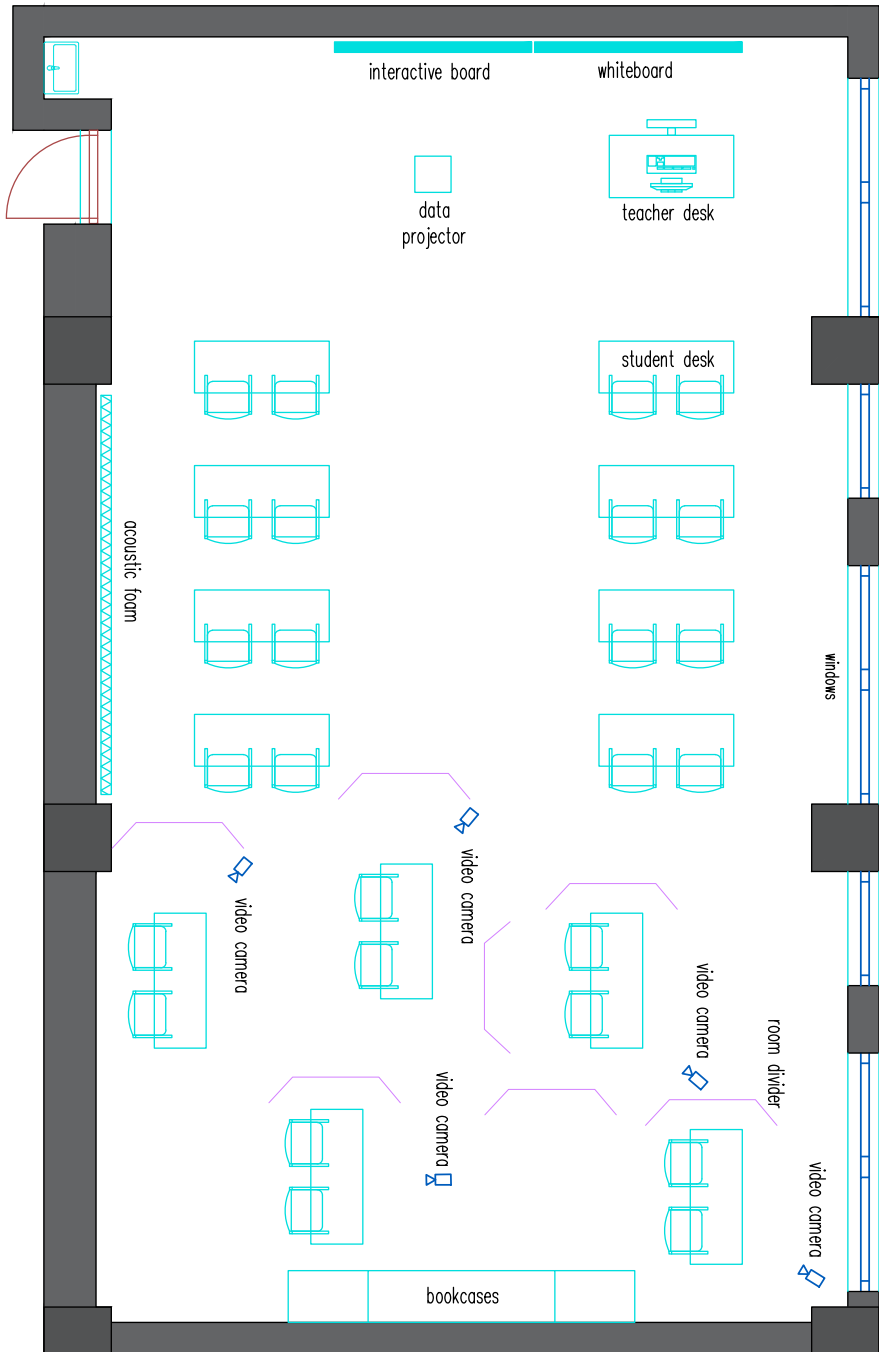 interactive board
whiteboard
data
projector
teacher desk
student desk
acoustic foam
windows
video camera
video camera
video camera
room divider
video camera
video camera
bookcases